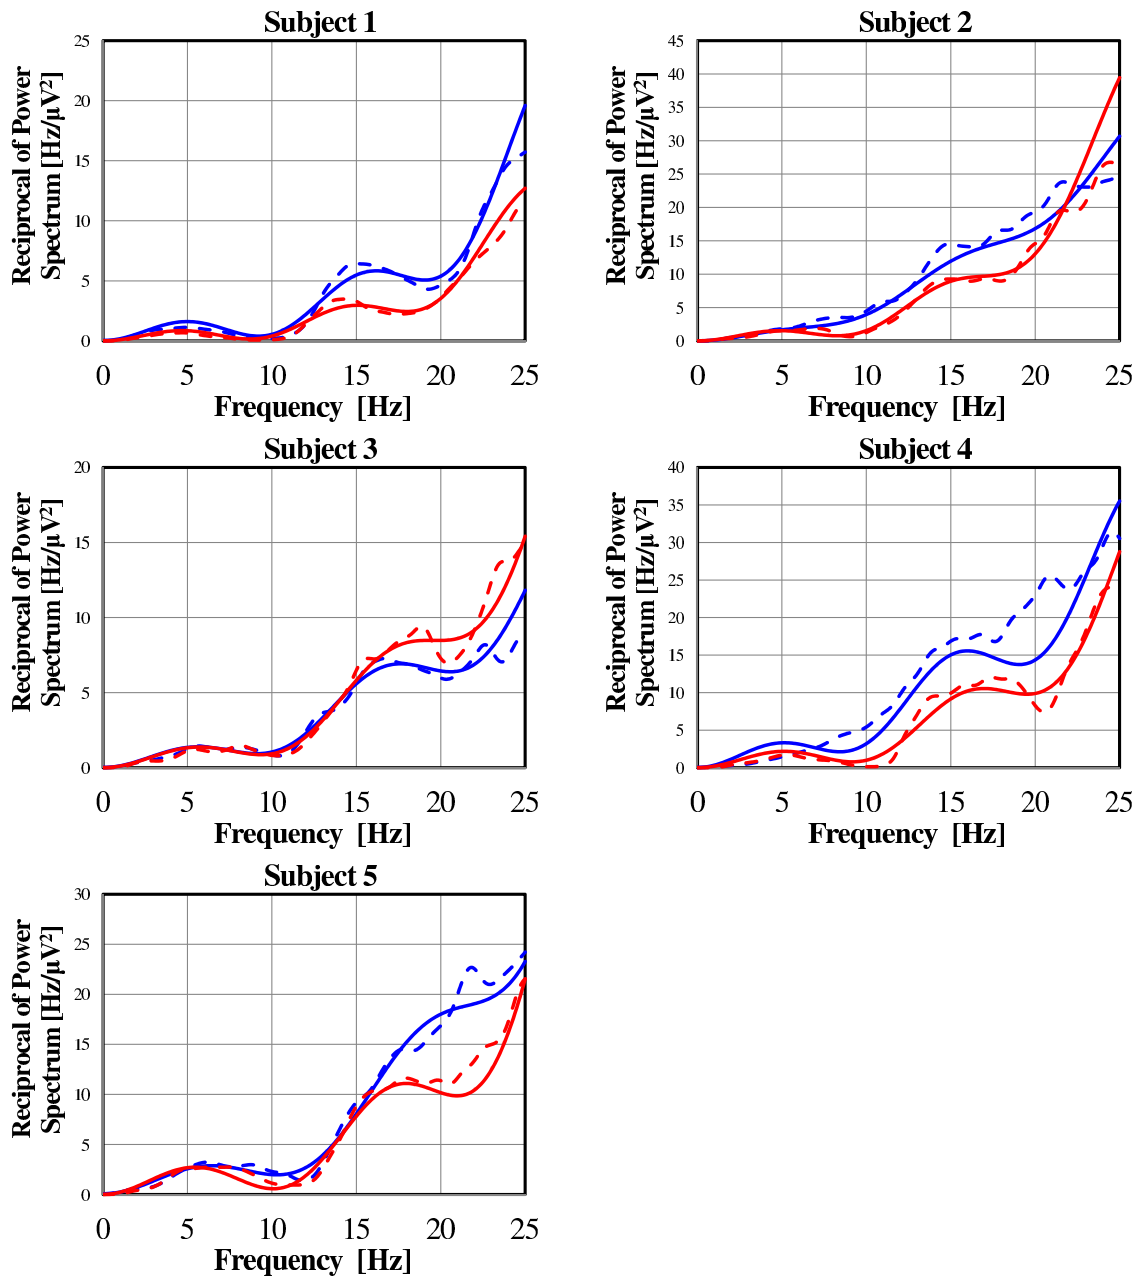 Subject 1
Reciprocal of Power
Spectrum [Hz/μV²]
25
20
15
10
5
0
0 5 10 15 20 25
Frequency [Hz]
Subject 2
Reciprocal of Power
Spectrum [Hz/μV²]
45
40
35
30
25
20
15
10
5
0
0 5 10 15 20 25
Frequency [Hz]
Subject 3
Reciprocal of Power
Spectrum [Hz/μV²]
20
15
10
5
0
0 5 10 15 20 25
Frequency [Hz]
Subject 4
Reciprocal of Power
Spectrum [Hz/μV²]
40
35
30
25
20
15
10
5
0
0 5 10 15 20 25
Frequency [Hz]
Subject 5
Reciprocal of Power
Spectrum [Hz/μV²]
30
25
20
15
10
5
0
0 5 10 15 20 25
Frequency [Hz]